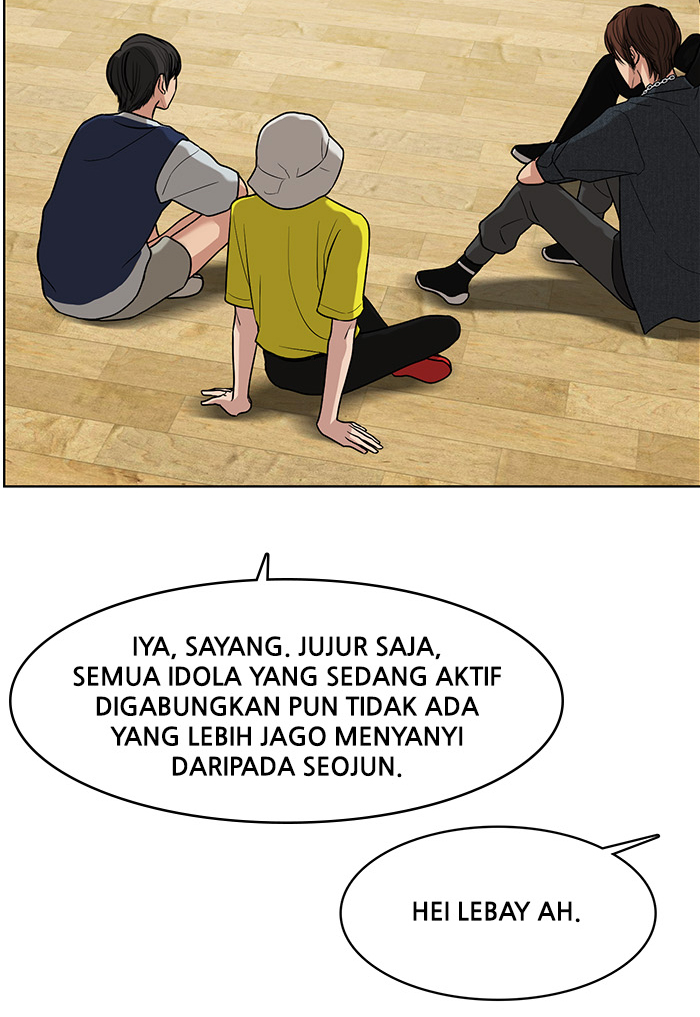 IYA, SAYANG. JUJUR SAJA,
SEMUA IDOLA YANG SEDANG AKTIF
DIGABUNGKAN PUN TIDAK ADA
YANG LEBIH JAGO MENYANYI
DARIPADA SEOJUN.
HEI LEBAY AH.